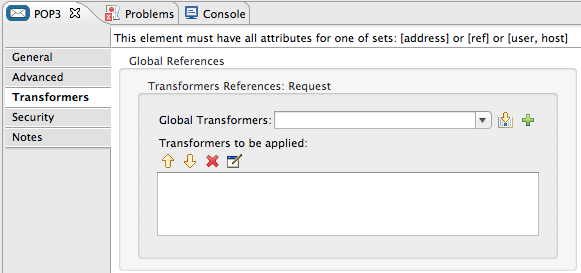 POP3 Problems Console
This element must have all attributes for one of sets: [address] or [ref] or [user, host]
General
Advanced
Transformers
Security
Notes
Global References
Transformers References: Request
Global Transformers:
Transformers to be applied: